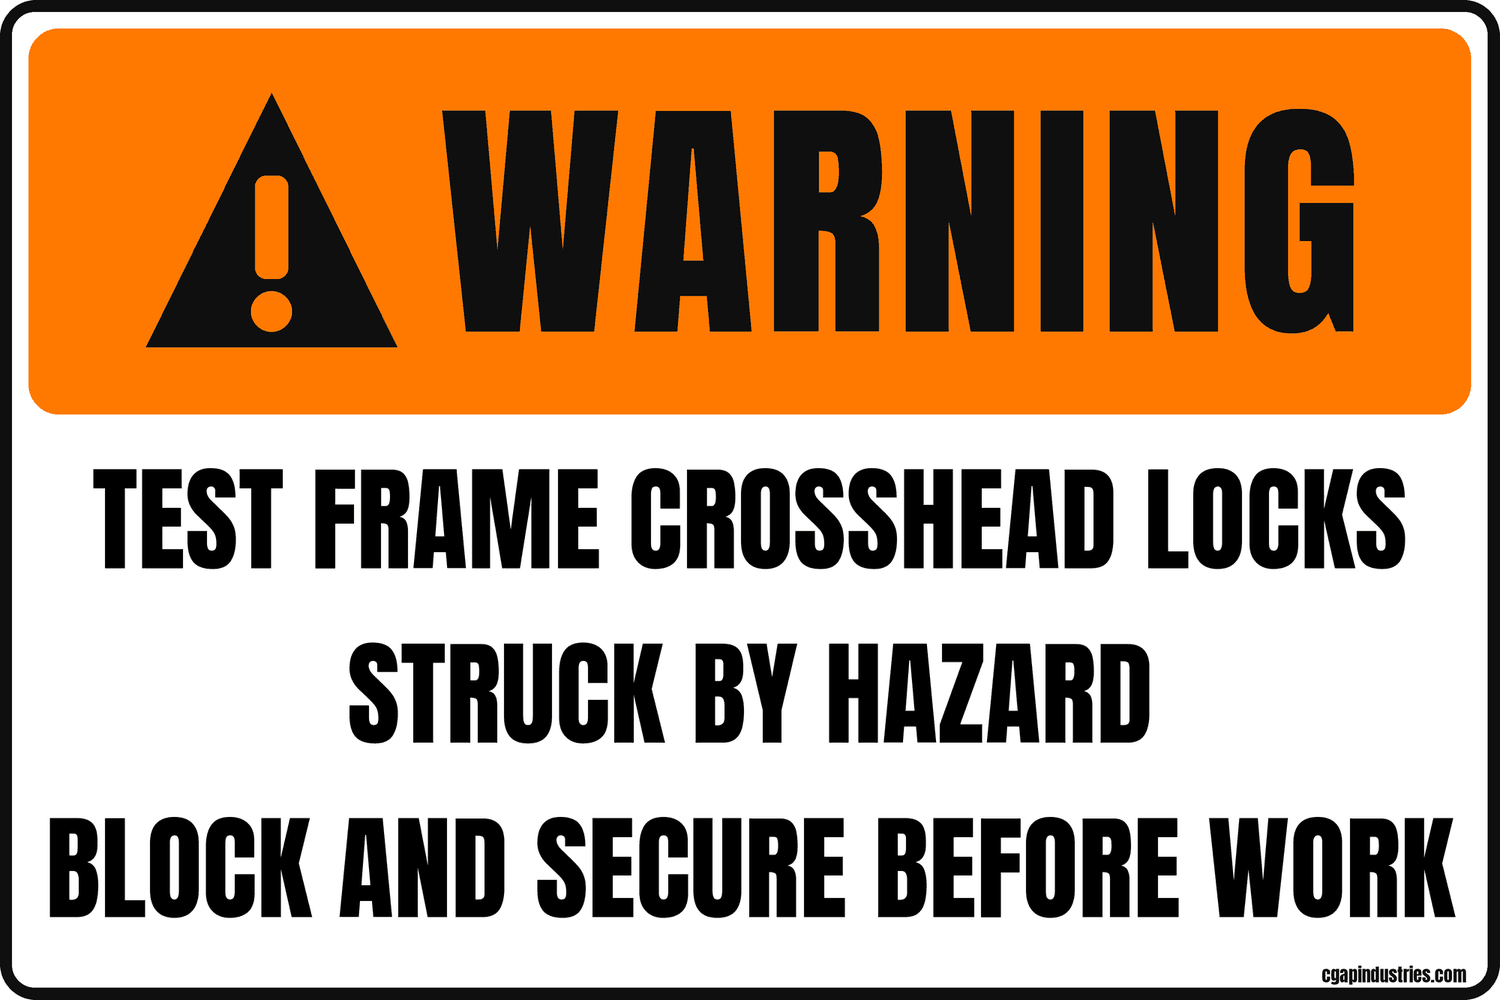 WARNING
TEST FRAME CROSSHEAD LOCKS
STRUCK BY HAZARD
BLOCK AND SECURE BEFORE WORK
cgapindustries.com